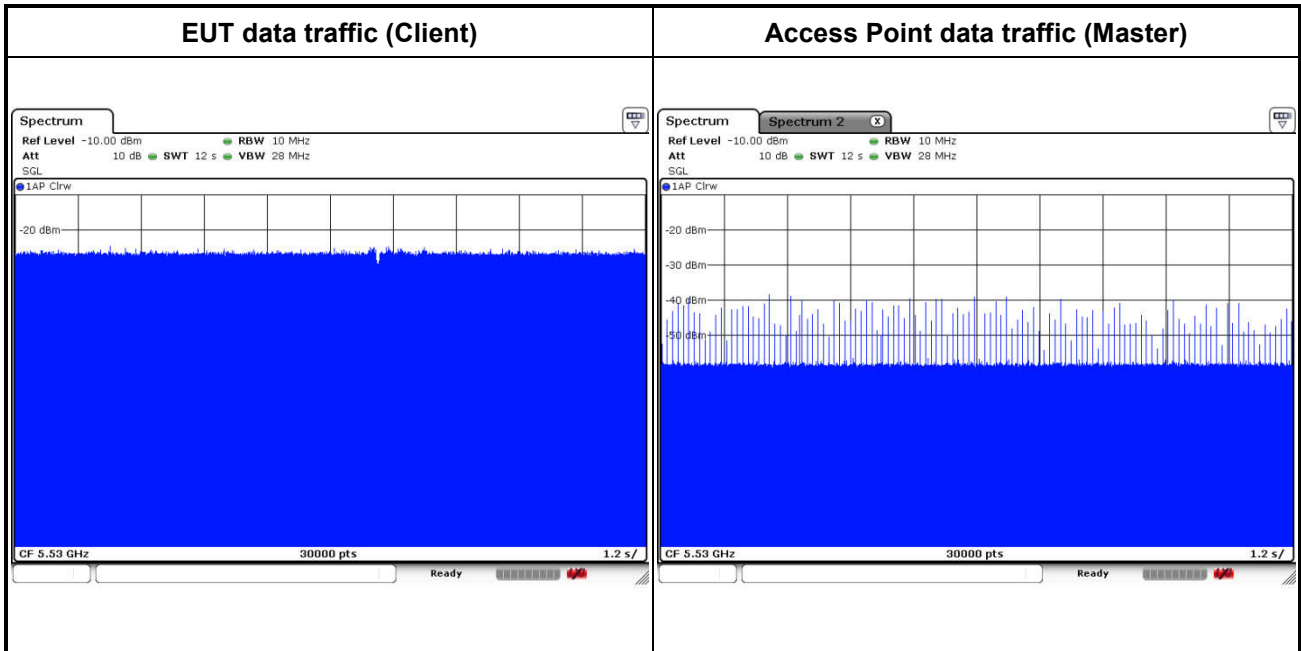 EUT data traffic (Client)
Access Point data traffic (Master)
Spectrum
Ref Level -10.00 dBm RBW 10 MHz
Att 10 dB SWT 12 s VBW 28 MHz
SGL
1AP Clrw
-20 dBm
CF 5.53 GHz 30000 pts 1.2 s/
Ready
Spectrum Spectrum 2 X
Ref Level -10.00 dBm RBW 10 MHz
Att 10 dB SWT 12 s VBW 28 MHz
SGL
1AP Clrw
-20 dBm
-30 dBm
-40 dBm
-50 dBm
CF 5.53 GHz 30000 pts 1.2 s/
Ready